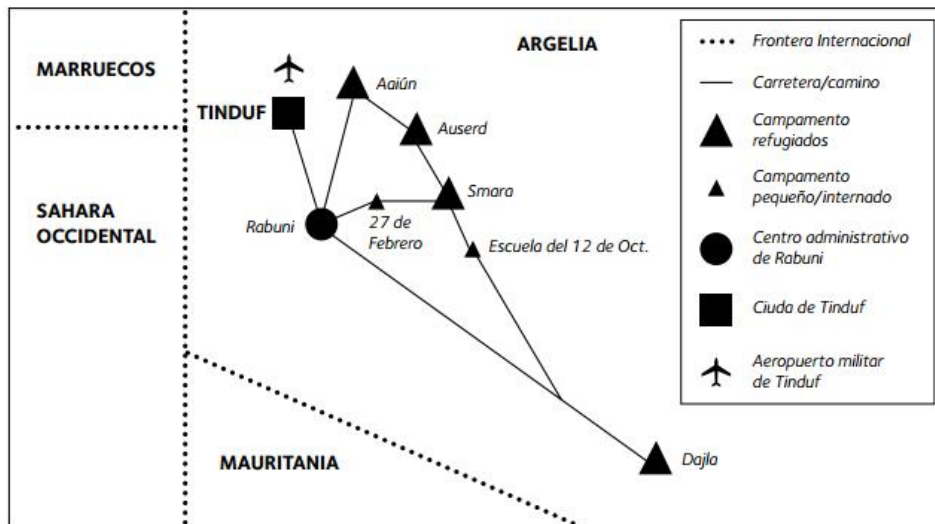 MARRUECOS
SAHARA
OCCIDENTAL
ARGELIA
TINDUF
Aaiún
Auserd
Smara
Rabuni
27 de
Febrero
Escuela del 12 de Oct.
Dajla
MAURITANIA
Frontera Internacional
Carretera/camino
Campamento
refugiados
Campamento
pequeño/internado
Centro administrativo
de Rabuni
Ciuda de Tinduf
Aeropuerto militar
de Tinduf